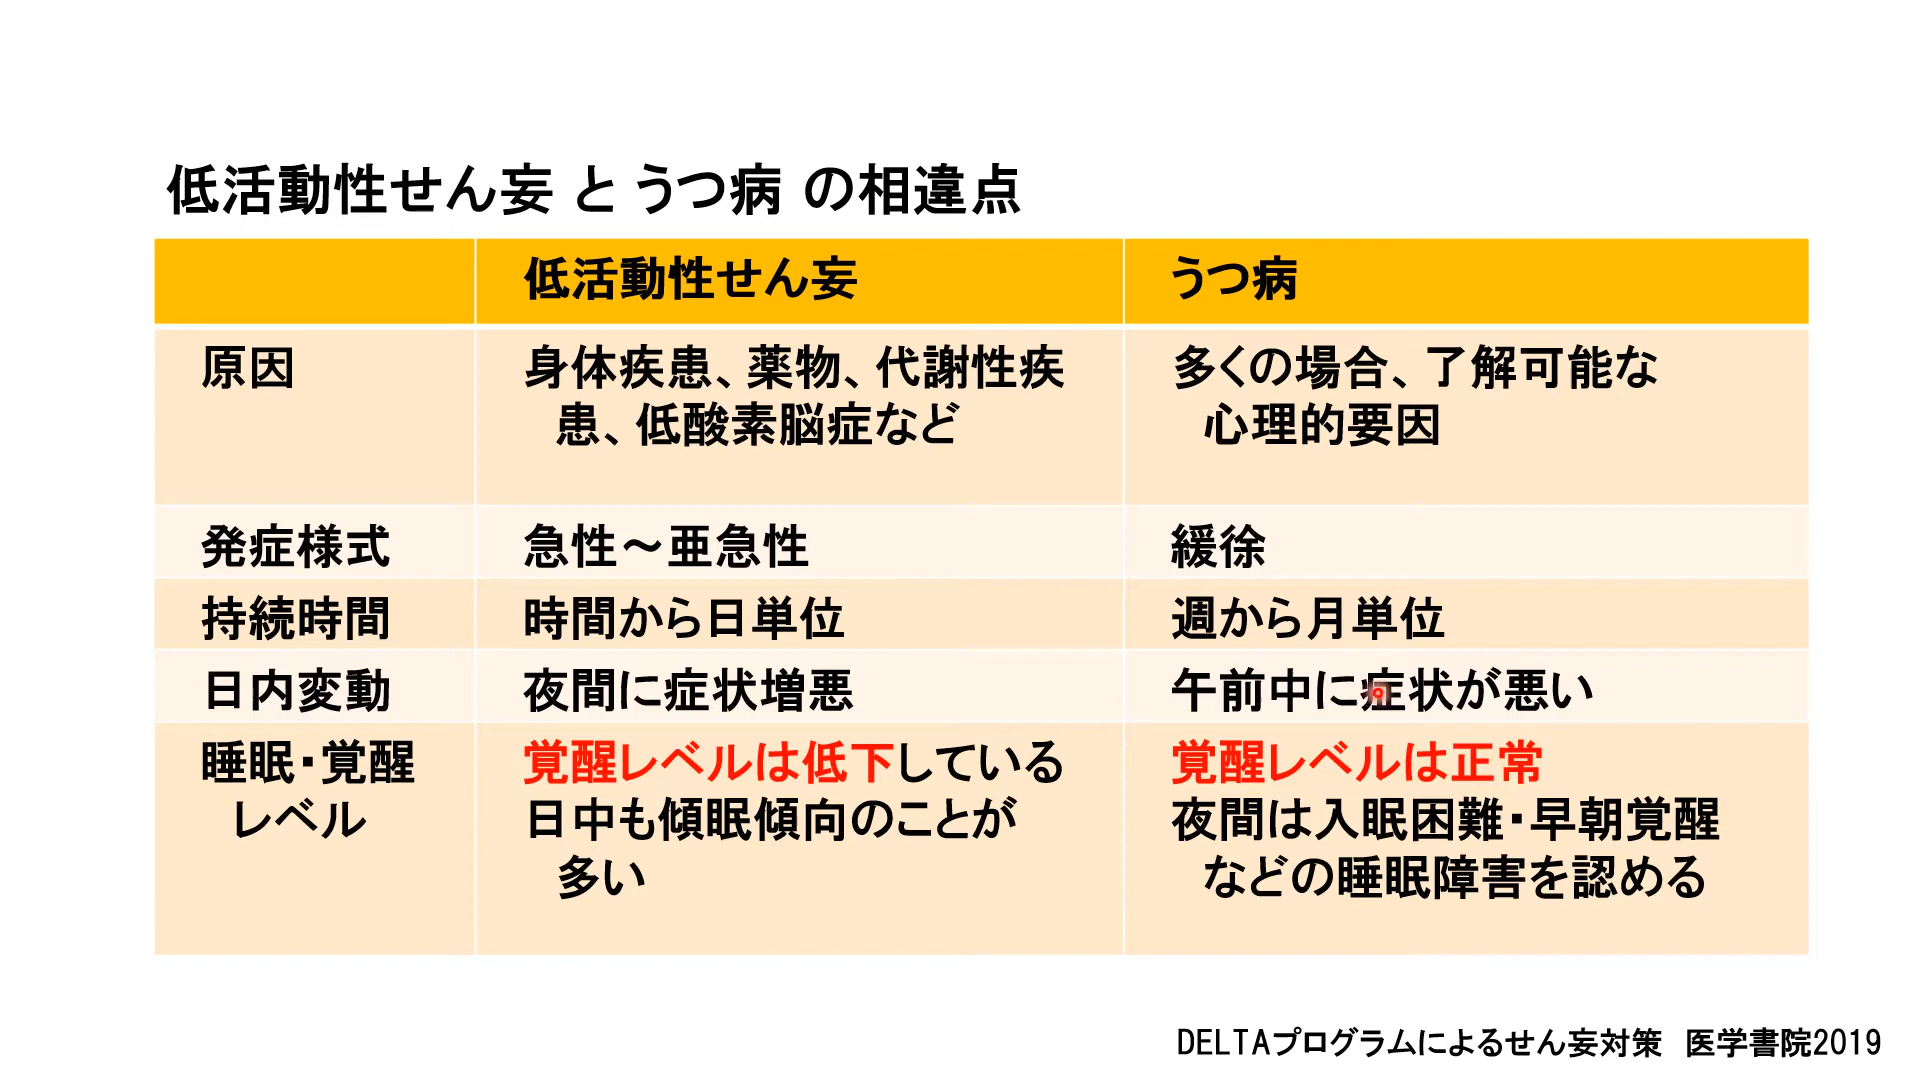 低活動性せん妄 と うつ病 の相違点
低活動性せん妄
うつ病
原因
身体疾患、薬物、代謝性疾
患、低酸素脳症など
多くの場合、了解可能な
心理的要因
発症様式
急性～亜急性
緩徐
持続時間
時間から日単位
週から月単位
日内変動
夜間に症状増悪
午前中に症状が悪い
睡眠・覚醒
レベル
覚醒レベルは低下している
日中も傾眠傾向のことが
多い
覚醒レベルは正常
夜間は入眠困難・早朝覚醒
などの睡眠障害を認める
DELTAプログラムによるせん妄対策　医学書院2019